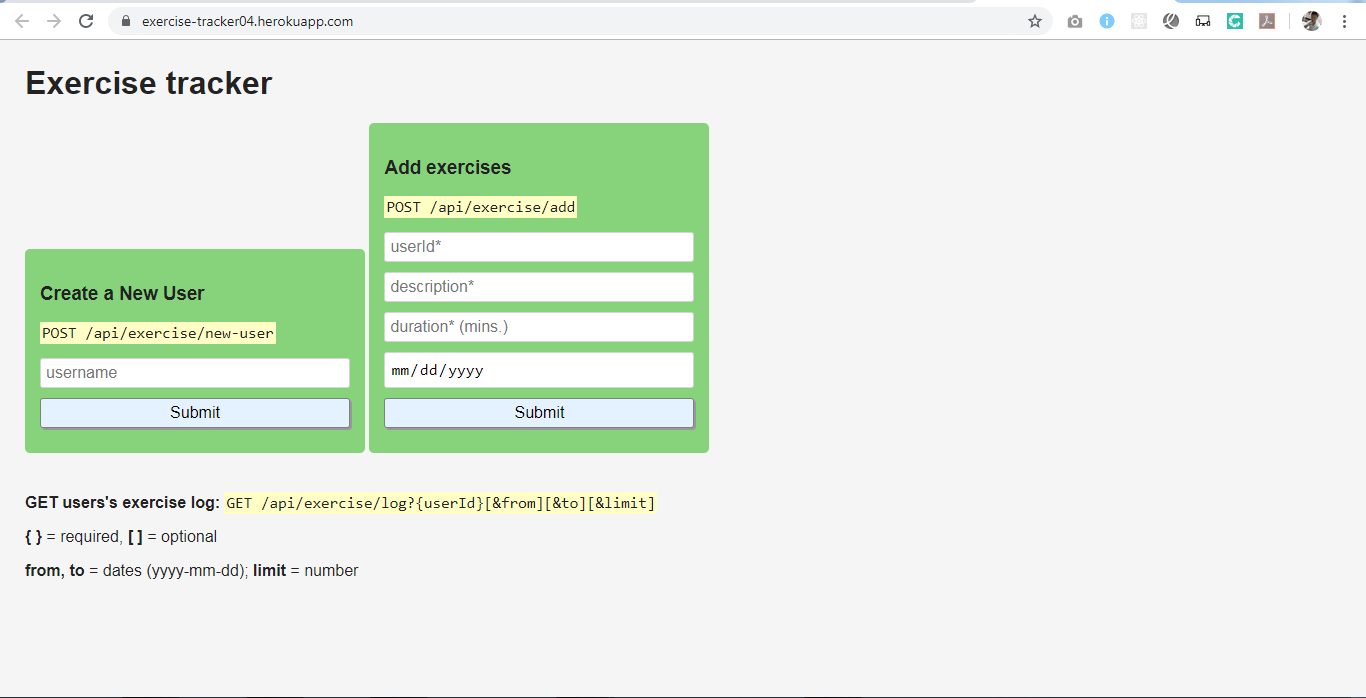 exercise-tracker04.herokuapp.com
Exercise tracker
Create a New User
POST /api/exercise/new-user
username
Submit
Add exercises
POST /api/exercise/add
userId*
description*
duration* (mins.)
mm/dd/yyyy
Submit
GET users's exercise log: GET /api/exercise/log?{userId}[&from][&to][&limit]
{ } = required, [ ] = optional
from, to = dates (yyyy-mm-dd); limit = number